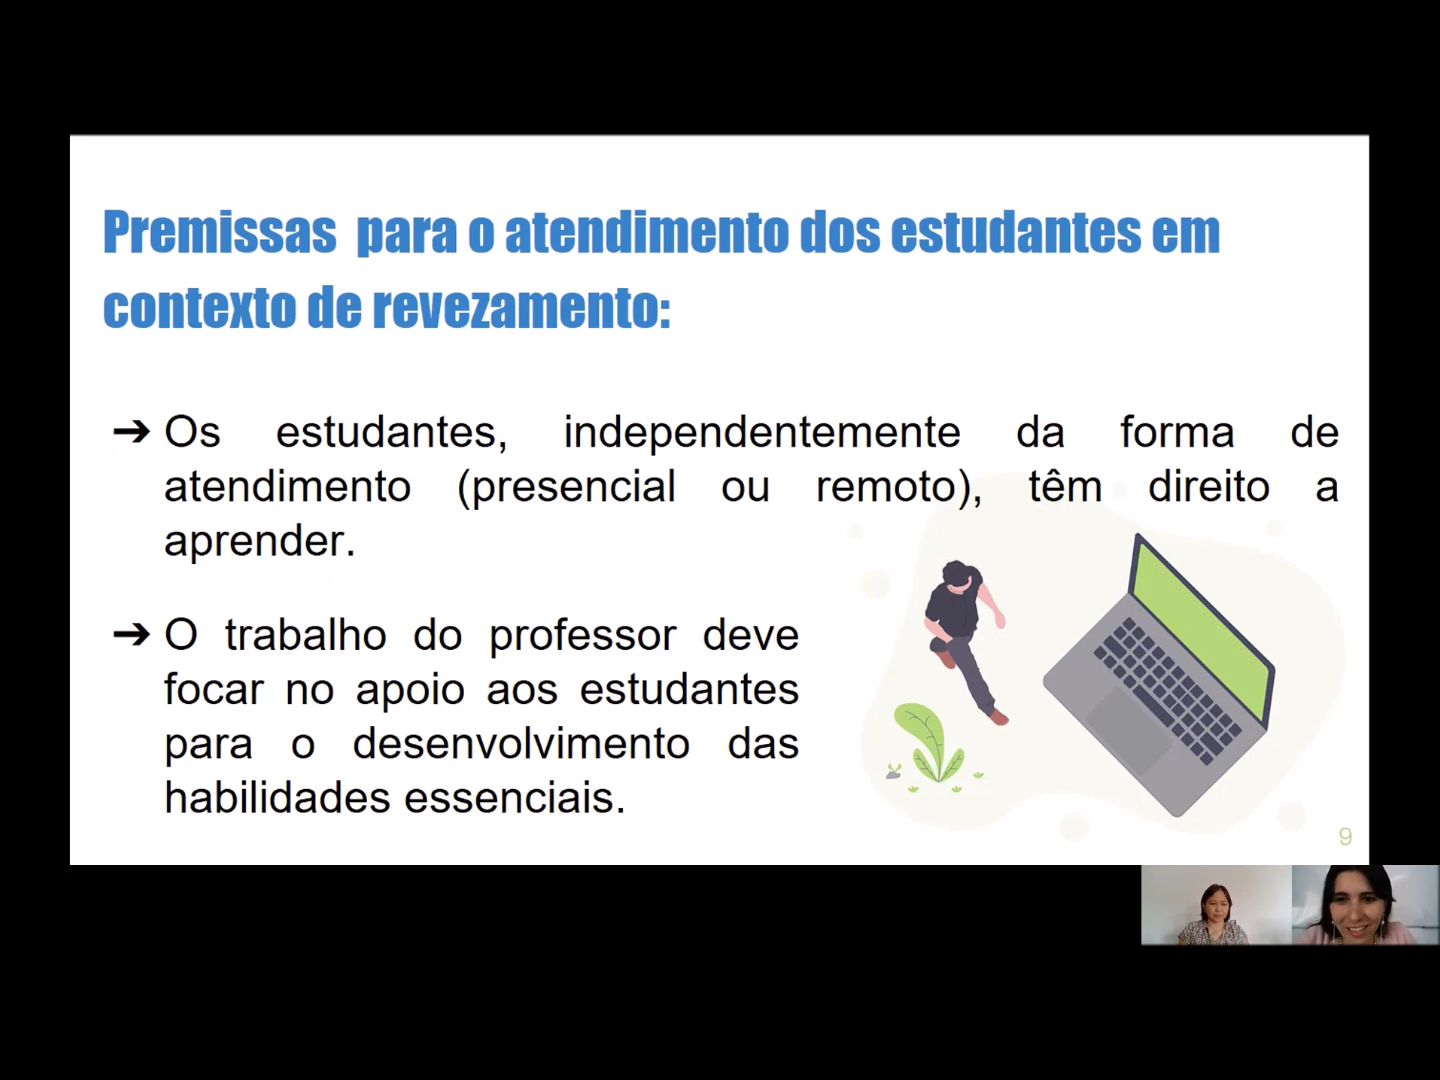 Premissas para o atendimento dos estudantes em
contexto de revezamento:
➔ Os estudantes, independentemente da forma de
atendimento (presencial ou remoto), têm direito a
aprender.
➔ O trabalho do professor deve
focar no apoio aos estudantes
para o desenvolvimento das
habilidades essenciais.
9